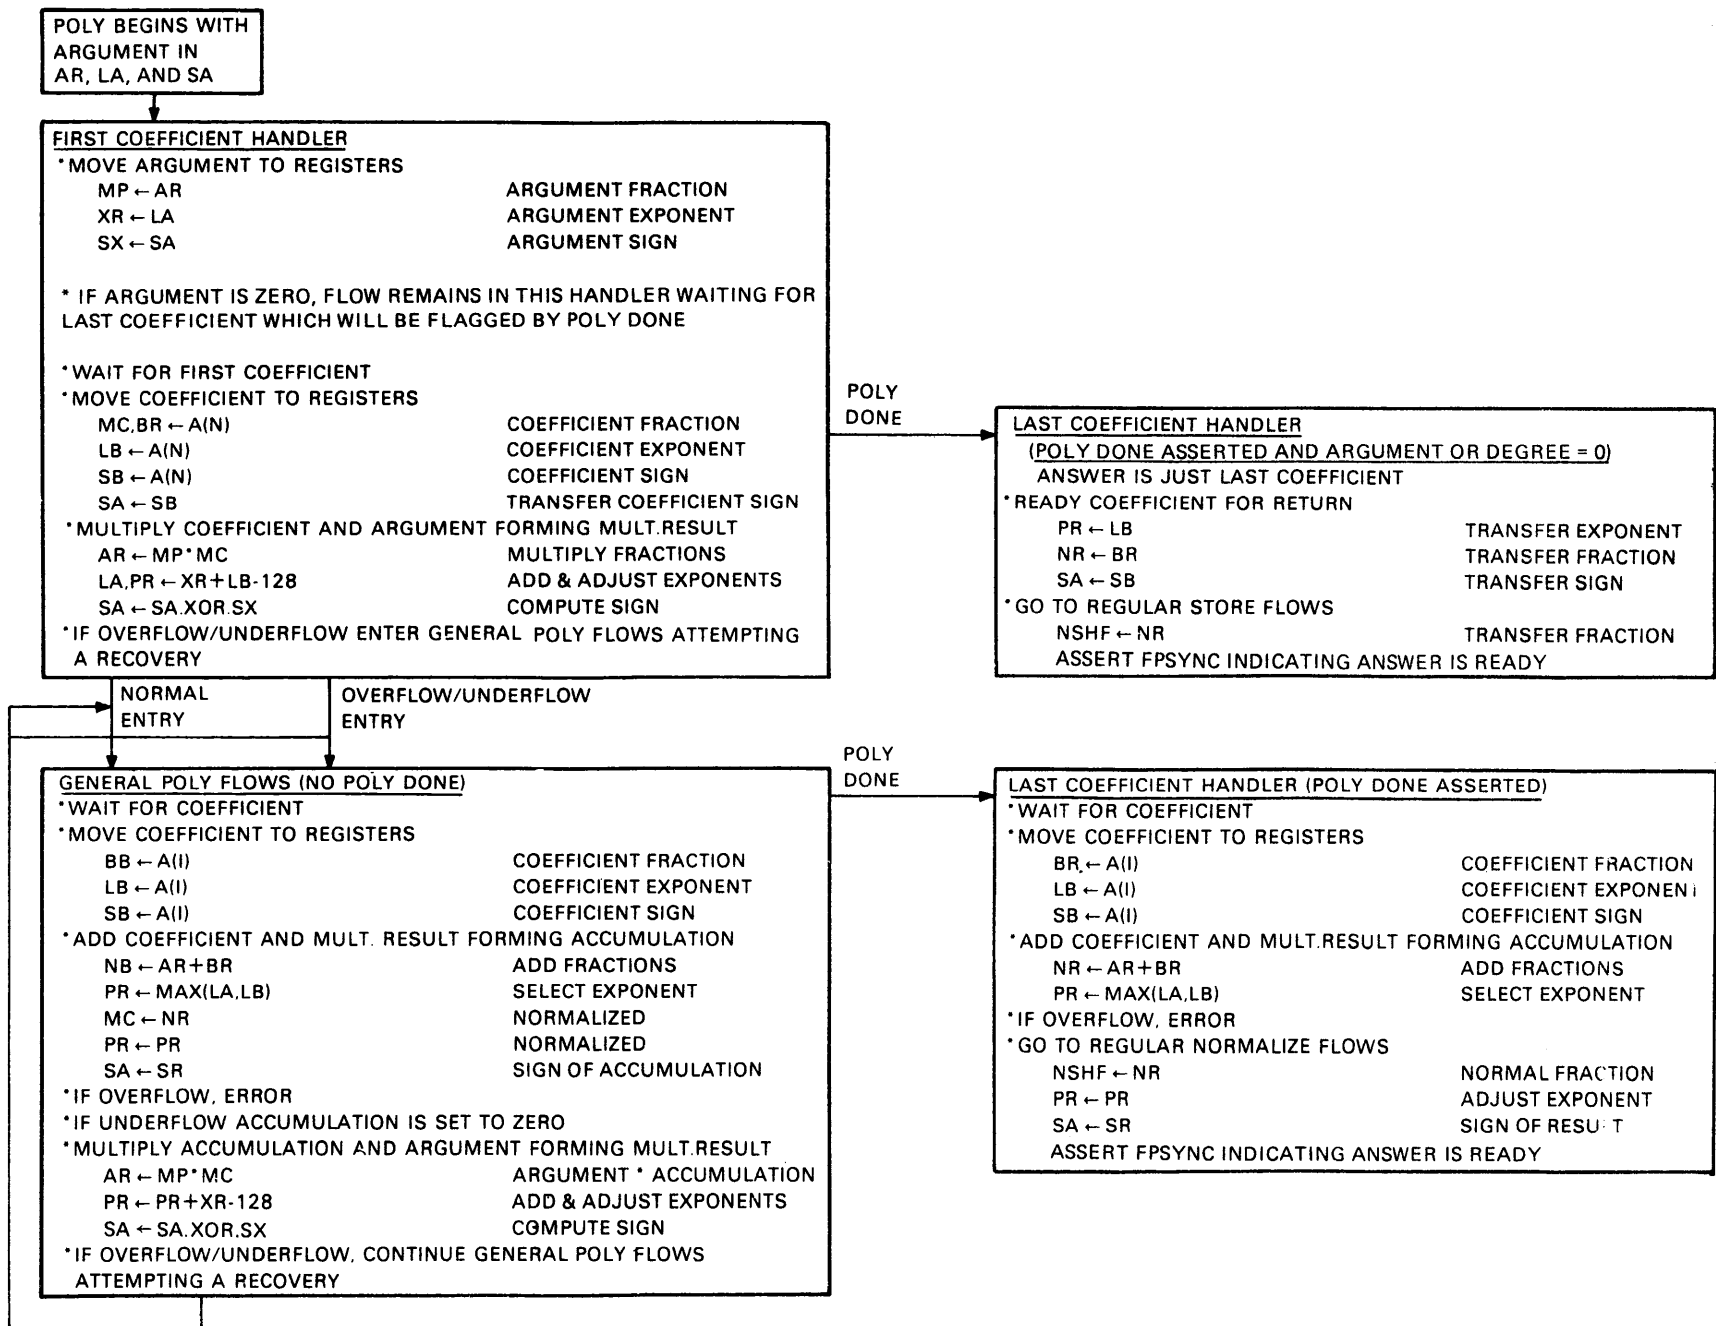 POLY BEGINS WITH
ARGUMENT IN
AR, LA, AND SA
FIRST COEFFICIENT HANDLER
*MOVE ARGUMENT TO REGISTERS
MP ← AR ARGUMENT FRACTION
XR ← LA ARGUMENT EXPONENT
SX ← SA ARGUMENT SIGN
* IF ARGUMENT IS ZERO, FLOW REMAINS IN THIS HANDLER WAITING FOR
LAST COEFFICIENT WHICH WILL BE FLAGGED BY POLY DONE
*WAIT FOR FIRST COEFFICIENT
*MOVE COEFFICIENT TO REGISTERS
MC,BR ← A(N) COEFFICIENT FRACTION
LB ← A(N) COEFFICIENT EXPONENT
SB ← A(N) COEFFICIENT SIGN
SA ← SB TRANSFER COEFFICIENT SIGN
*MULTIPLY COEFFICIENT AND ARGUMENT FORMING MULT.RESULT
AR ← MP*MC MULTIPLY FRACTIONS
LA,PR ← XR+LB-128 ADD & ADJUST EXPONENTS
SA ← SA.XOR.SX COMPUTE SIGN
*IF OVERFLOW/UNDERFLOW ENTER GENERAL POLY FLOWS ATTEMPTING
A RECOVERY
POLY
DONE
LAST COEFFICIENT HANDLER
(POLY DONE ASSERTED AND ARGUMENT OR DEGREE = 0)
ANSWER IS JUST LAST COEFFICIENT
*READY COEFFICIENT FOR RETURN
PR ← LB TRANSFER EXPONENT
NR ← BR TRANSFER FRACTION
SA ← SB TRANSFER SIGN
*GO TO REGULAR STORE FLOWS
NSHF ← NR TRANSFER FRACTION
ASSERT FPSYNC INDICATING ANSWER IS READY
NORMAL
ENTRY
OVERFLOW/UNDERFLOW
ENTRY
GENERAL POLY FLOWS (NO POLY DONE)
*WAIT FOR COEFFICIENT
*MOVE COEFFICIENT TO REGISTERS
BB ← A(I) COEFFICIENT FRACTION
LB ← A(I) COEFFICIENT EXPONENT
SB ← A(I) COEFFICIENT SIGN
*ADD COEFFICIENT AND MULT. RESULT FORMING ACCUMULATION
NB ← AR+BR ADD FRACTIONS
PR ← MAX(LA,LB) SELECT EXPONENT
MC ← NR NORMALIZED
PR ← PR NORMALIZED
SA ← SR SIGN OF ACCUMULATION
*IF OVERFLOW, ERROR
*IF UNDERFLOW ACCUMULATION IS SET TO ZERO
*MULTIPLY ACCUMULATION AND ARGUMENT FORMING MULT.RESULT
AR ← MP*MC ARGUMENT * ACCUMULATION
PR ← PR+XR-128 ADD & ADJUST EXPONENTS
SA ← SA.XOR.SX COMPUTE SIGN
*IF OVERFLOW/UNDERFLOW, CONTINUE GENERAL POLY FLOWS
ATTEMPTING A RECOVERY
POLY
DONE
LAST COEFFICIENT HANDLER (POLY DONE ASSERTED)
*WAIT FOR COEFFICIENT
*MOVE COEFFICIENT TO REGISTERS
BR ← A(I) COEFFICIENT FRACTION
LB ← A(I) COEFFICIENT EXPONENT
SB ← A(I) COEFFICIENT SIGN
*ADD COEFFICIENT AND MULT.RESULT FORMING ACCUMULATION
NR ← AR+BR ADD FRACTIONS
PR ← MAX(LA,LB) SELECT EXPONENT
*IF OVERFLOW, ERROR
*GO TO REGULAR NORMALIZE FLOWS
NSHF ← NR NORMAL FRACTION
PR ← PR ADJUST EXPONENT
SA ← SR SIGN OF RESULT
ASSERT FPSYNC INDICATING ANSWER IS READY